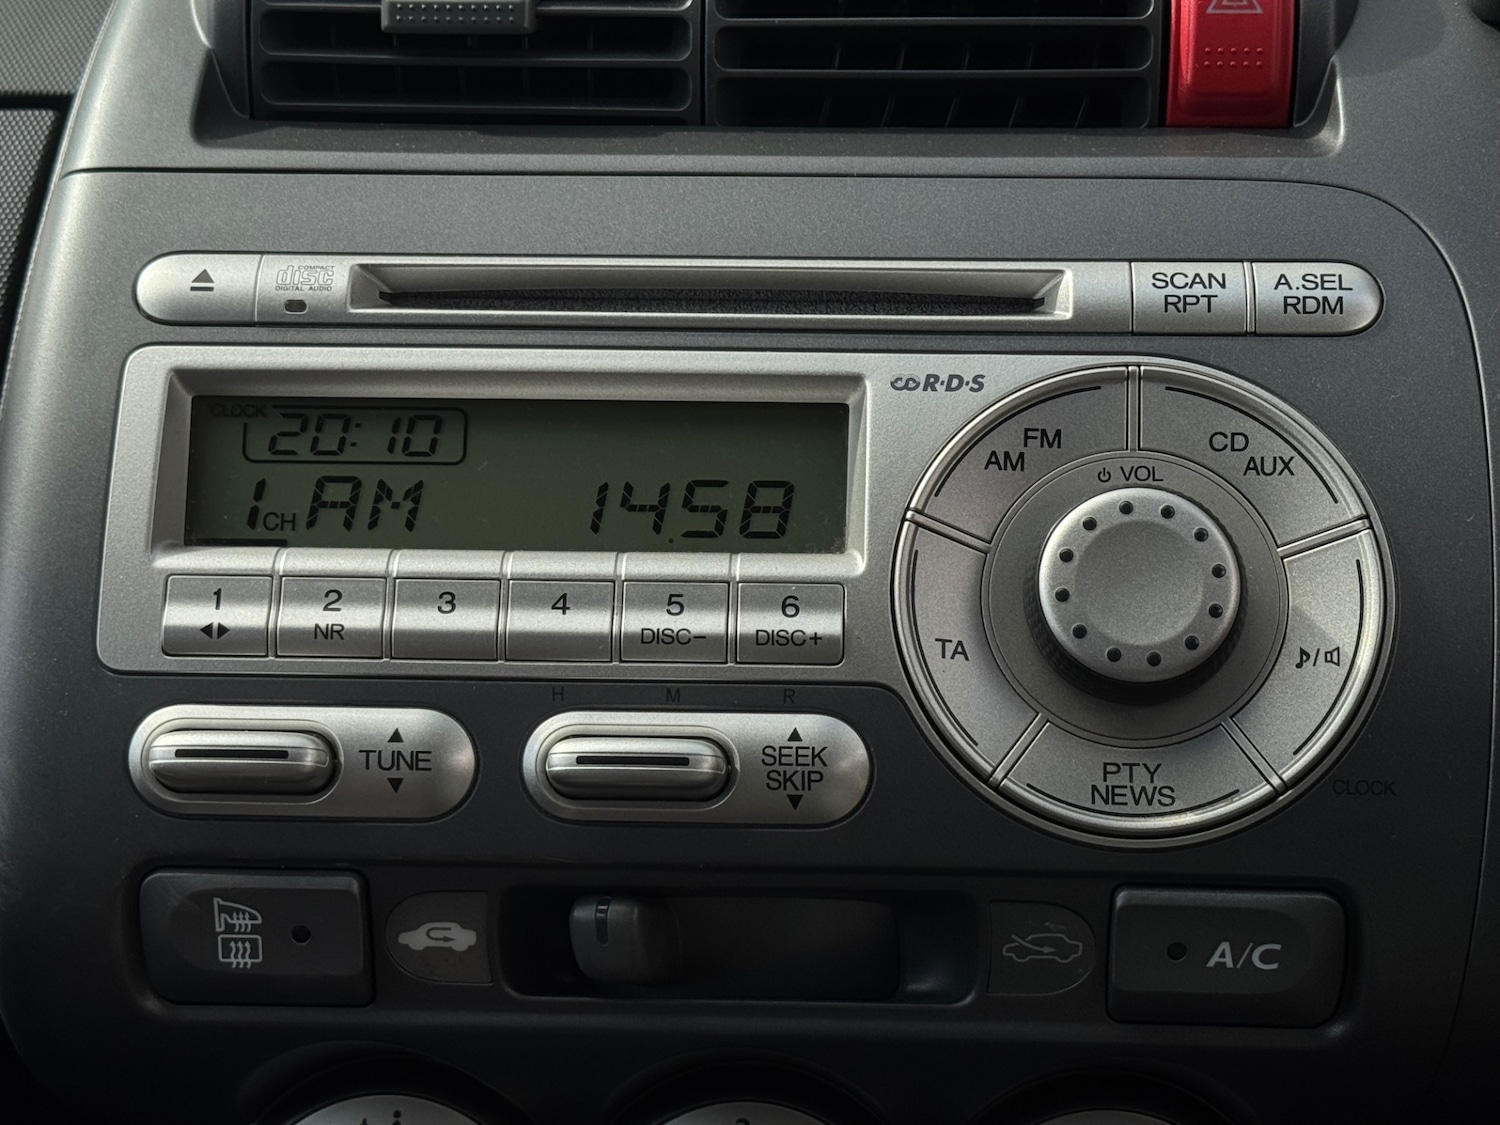 COMPACT
disc
DIGITAL AUDIO
SCAN
RPT
A.SEL
RDM
R·D·S
CLOCK
20:10
1CH AM 1458
FM
AM
CD
AUX
VOL
1
2
NR
3
4
5
DISC−
6
DISC+
TA
H
M
R
TUNE
SEEK
SKIP
PTY
NEWS
CLOCK
A/C